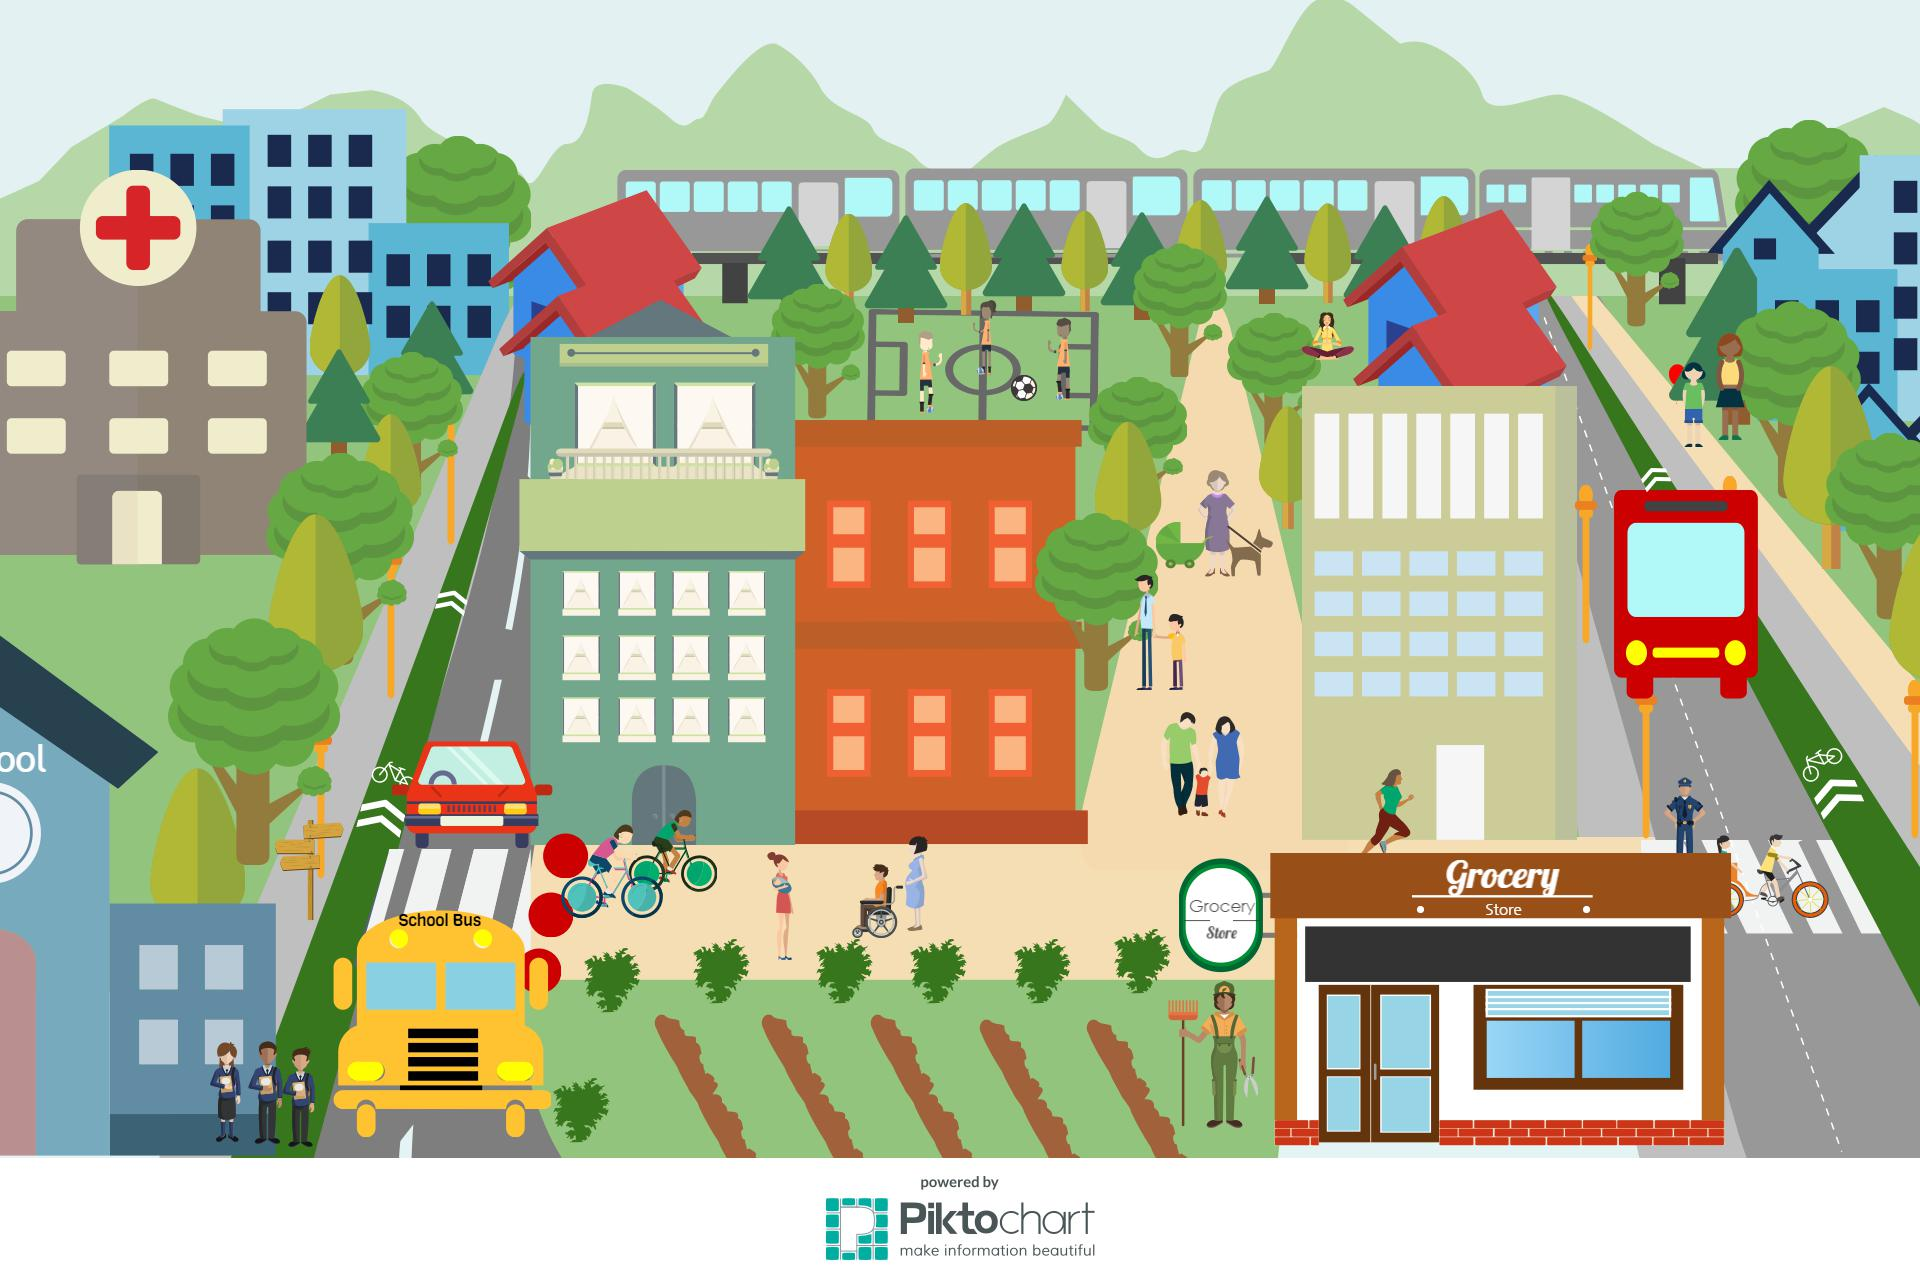 ool
School Bus
Grocery
Store
Grocery
Store
powered by
Piktochart
make information beautiful